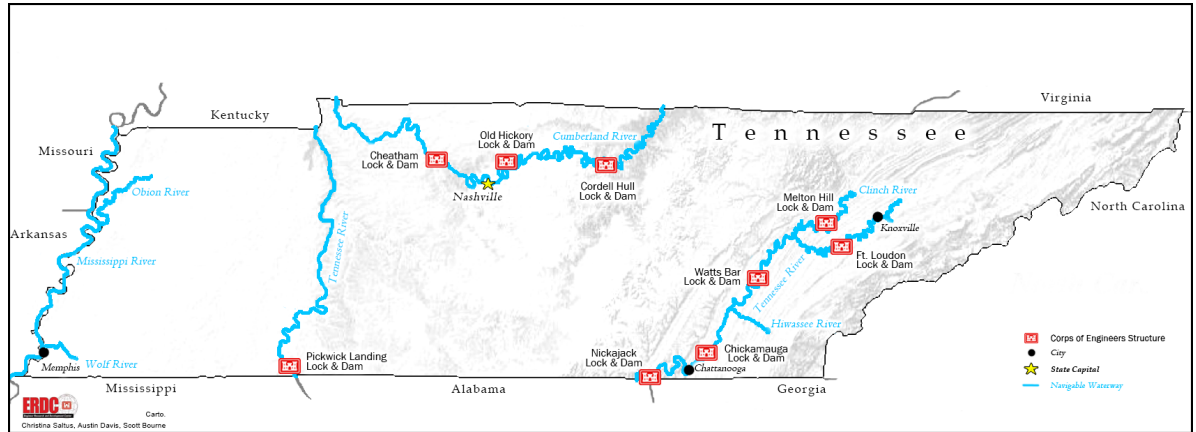 Virginia
Kentucky
Tennessee
Missouri
Old Hickory
Lock & Dam
Cumberland River
Cheatham
Lock & Dam
Nashville
Cordell Hull
Lock & Dam
Obion River
Melton Hill
Lock & Dam
Clinch River
North Carolina
Arkansas
Knoxville
Tennessee River
Mississippi River
Ft. Loudon
Lock & Dam
Watts Bar
Lock & Dam
Tennessee River
Hiwassee River
Corps of Engineers Structure
City
State Capital
Navigable Waterway
Memphis
Wolf River
Pickwick Landing
Lock & Dam
Nickajack
Lock & Dam
Chickamauga
Lock & Dam
Chattanooga
Mississippi
Alabama
Georgia
ERDC
Carto.
Christina Saltus, Austin Davis, Scott Bourne